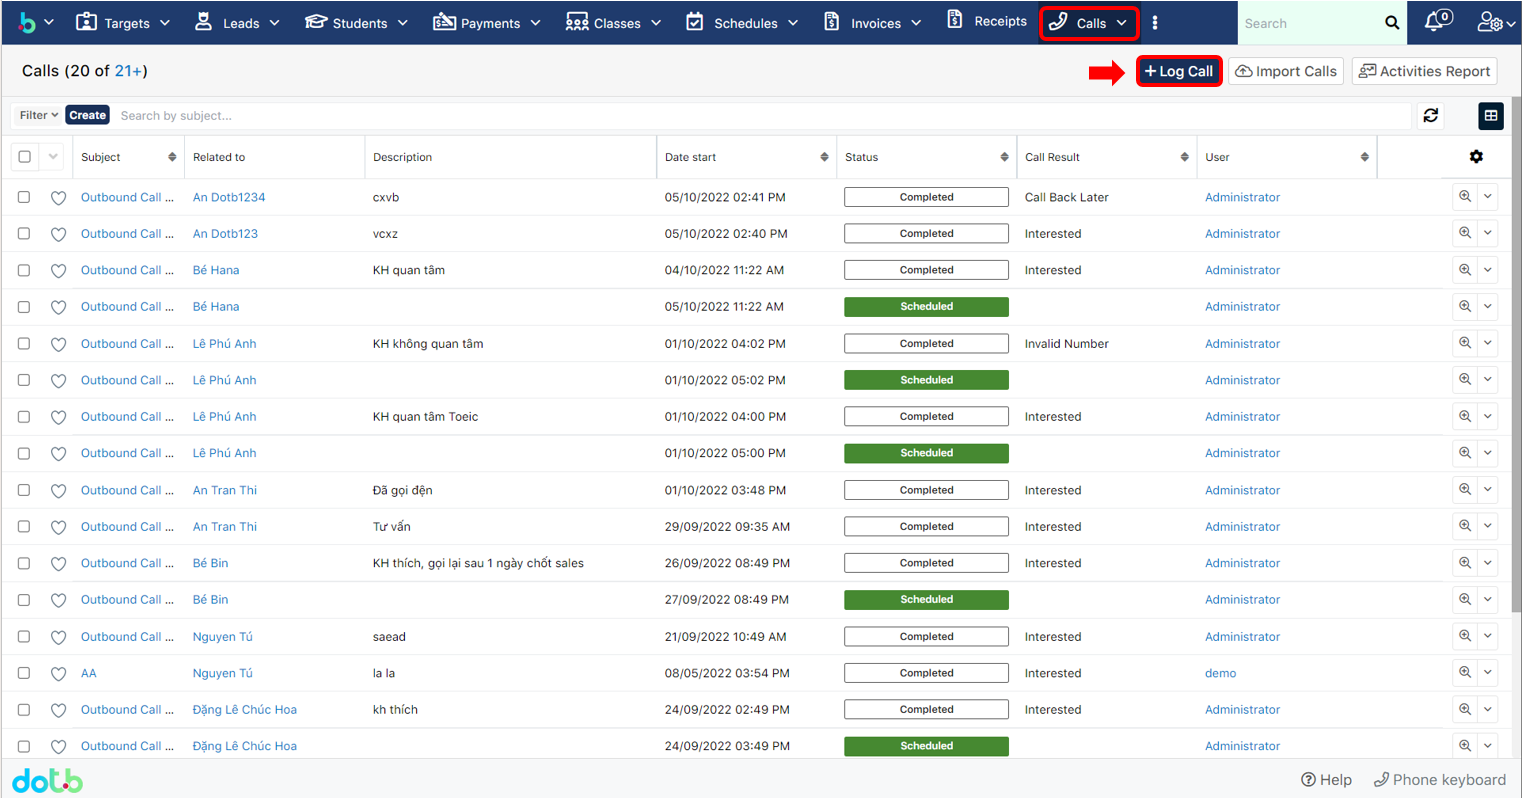 Targets Leads Students Payments Classes Schedules Invoices Receipts Calls Search 0
Calls (20 of 21+) + Log Call Import Calls Activities Report
Filter Create Search by subject...
Subject Related to Description Date start Status Call Result User
Outbound Call ... An Dotb1234 cxvb 05/10/2022 02:41 PM Completed Call Back Later Administrator
Outbound Call ... An Dotb123 vcxz 05/10/2022 02:40 PM Completed Interested Administrator
Outbound Call ... Bé Hana KH quan tâm 04/10/2022 11:22 AM Completed Interested Administrator
Outbound Call ... Bé Hana 05/10/2022 11:22 AM Scheduled Administrator
Outbound Call ... Lê Phú Anh KH không quan tâm 01/10/2022 04:02 PM Completed Invalid Number Administrator
Outbound Call ... Lê Phú Anh 01/10/2022 05:02 PM Scheduled Administrator
Outbound Call ... Lê Phú Anh KH quan tâm Toeic 01/10/2022 04:00 PM Completed Interested Administrator
Outbound Call ... Lê Phú Anh 01/10/2022 05:00 PM Scheduled Administrator
Outbound Call ... An Tran Thi Đã gọi đện 01/10/2022 03:48 PM Completed Interested Administrator
Outbound Call ... An Tran Thi Tư vấn 29/09/2022 09:35 AM Completed Interested Administrator
Outbound Call ... Bé Bin KH thích, gọi lại sau 1 ngày chốt sales 26/09/2022 08:49 PM Completed Interested Administrator
Outbound Call ... Bé Bin 27/09/2022 08:49 PM Scheduled Administrator
Outbound Call ... Nguyen Tú saead 21/09/2022 10:49 AM Completed Interested Administrator
AA Nguyen Tú la la 08/05/2022 03:54 PM Completed Interested demo
Outbound Call ... Đặng Lê Chúc Hoa kh thích 24/09/2022 02:49 PM Completed Interested Administrator
Outbound Call ... Đặng Lê Chúc Hoa 24/09/2022 03:49 PM Scheduled Administrator
dotb Help Phone keyboard